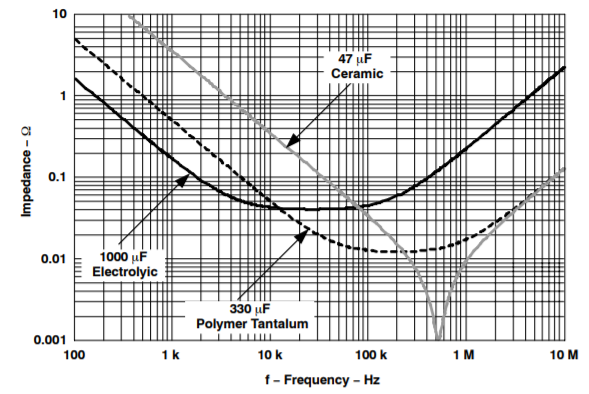 10
47 μF
Ceramic
1
Impedance – Ω
0.1
1000 μF
Electrolyic
0.01
330 μF
Polymer Tantalum
0.001
100
1 k
10 k
100 k
1 M
10 M
f – Frequency – Hz